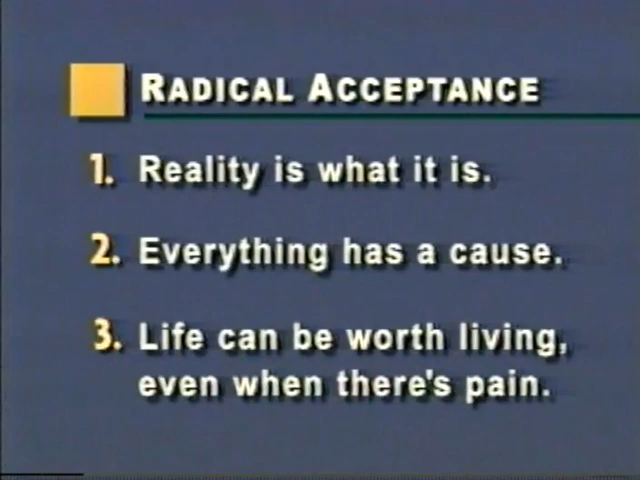 RADICAL ACCEPTANCE
1. Reality is what it is.
2. Everything has a cause.
3. Life can be worth living,
even when there's pain.